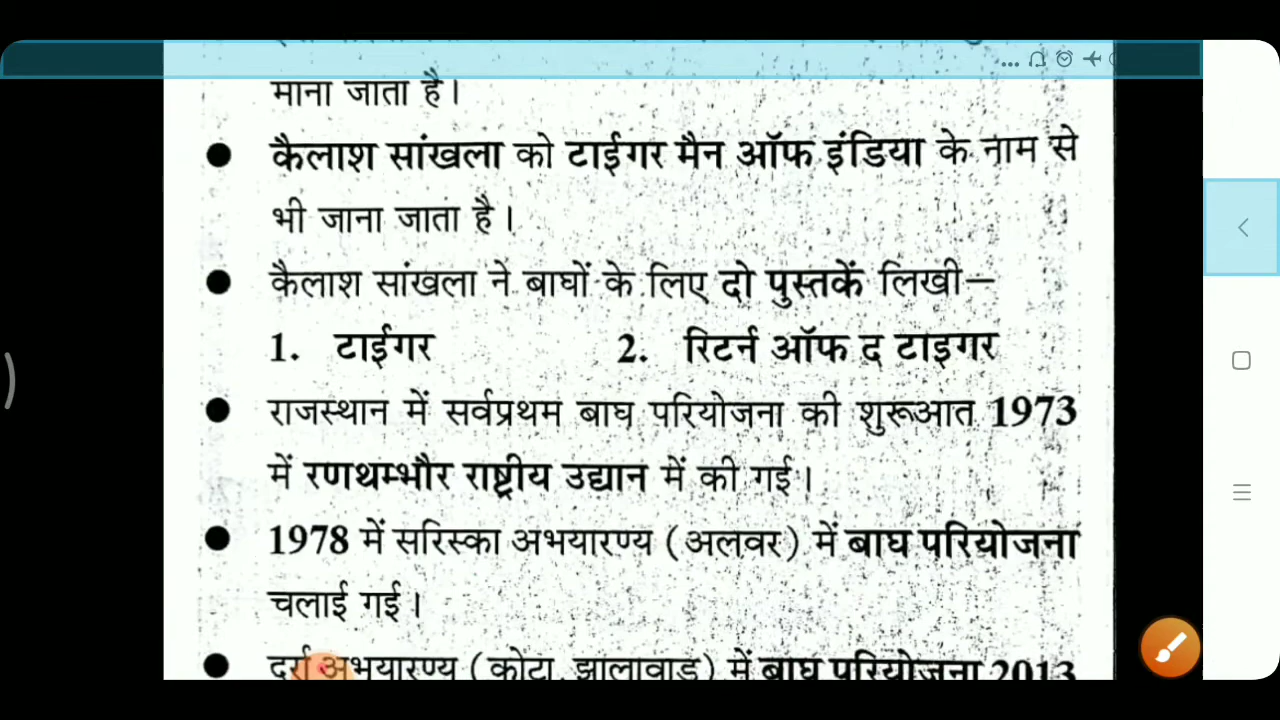 माना जाता है।
● कैलाश सांखला को टाईगर मैन ऑफ इंडिया के नाम से
भी जाना जाता है।
● कैलाश सांखला ने बाघों के लिए दो पुस्तकें लिखी–
1. टाईगर 2. रिटर्न ऑफ द टाइगर
● राजस्थान में सर्वप्रथम बाघ परियोजना की शुरूआत 1973
में रणथम्भौर राष्ट्रीय उद्यान में की गई।
● 1978 में सरिस्का अभयारण्य (अलवर) में बाघ परियोजना
चलाई गई।
● दर्रा अभयारण्य (कोटा, झालावाड़) में बाघ परियोजना 2013